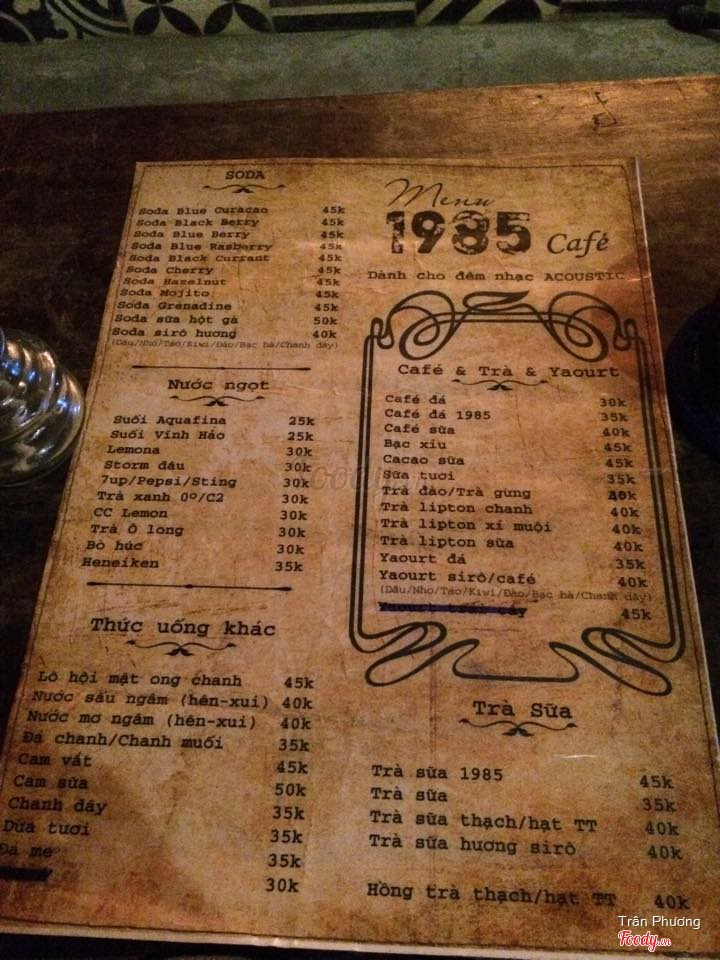 SODA
Soda Blue Curacao 45k
Soda Black Berry 45k
Soda Blue Berry 45k
Soda Blue Rasberry 45k
Soda Black Currant 45k
Soda Cherry 45k
Soda Hazelnut 45k
Soda Mojito 45k
Soda Grenadine 45k
Soda sữa hột gà 50k
Soda sirô hương 40k
(Dâu/Nho/Táo/Kiwi/Đào/Bạc hà/Chanh dây)
Nước ngọt
Suối Aquafina 25k
Suối Vĩnh Hảo 25k
Lemona 30k
Storm dâu 30k
7up/Pepsi/Sting 30k
Trà xanh 0º/C2 30k
CC Lemon 30k
Trà Ô long 30k
Bò húc 30k
Heneiken 35k
Thức uống khác
Lô hội mật ong chanh 45k
Nước sấu ngâm (hên-xui) 40k
Nước mơ ngâm (hên-xui) 40k
Đá chanh/Chanh muối 35k
Cam vắt 45k
Cam sữa 50k
Chanh dây 35k
Dừa tươi 35k
Đá me 35k
30k
Menu
1985 Café
Dành cho đêm nhạc ACOUSTIC
Café & Trà & Yaourt
Café đá 30k
Café đá 1985 35k
Café sữa 40k
Bạc xỉu 45k
Cacao sữa 45k
Sữa tươi 35k
Trà đào/Trà gừng 40k
Trà lipton chanh 40k
Trà lipton xí muội 40k
Trà lipton sữa 40k
Yaourt đá 35k
Yaourt sirô/café 40k
(Dâu/Nho/Táo/Kiwi/Đào/Bạc hà/Chanh dây)
Yaourt trái cây 45k
Trà Sữa
Trà sữa 1985 45k
Trà sữa 35k
Trà sữa thạch/hạt TT 40k
Trà sữa hương sirô 40k
Hồng trà thạch/hạt TT 40k
Trân Phương
Foody.vn